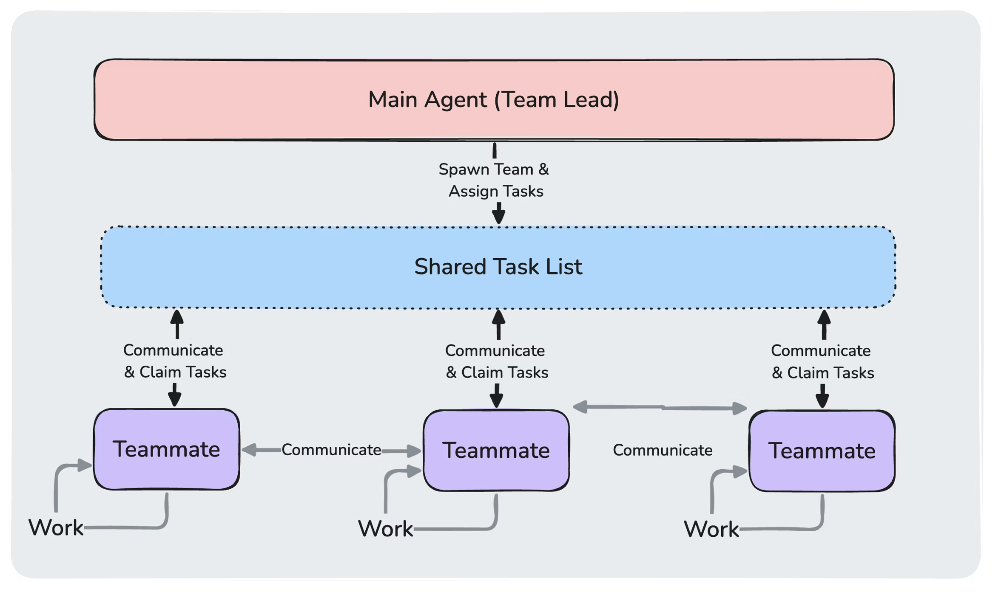 Main Agent (Team Lead)
Spawn Team &
Assign Tasks
Shared Task List
Communicate
& Claim Tasks
Communicate
& Claim Tasks
Communicate
& Claim Tasks
Teammate
Communicate
Teammate
Communicate
Teammate
Work
Work
Work